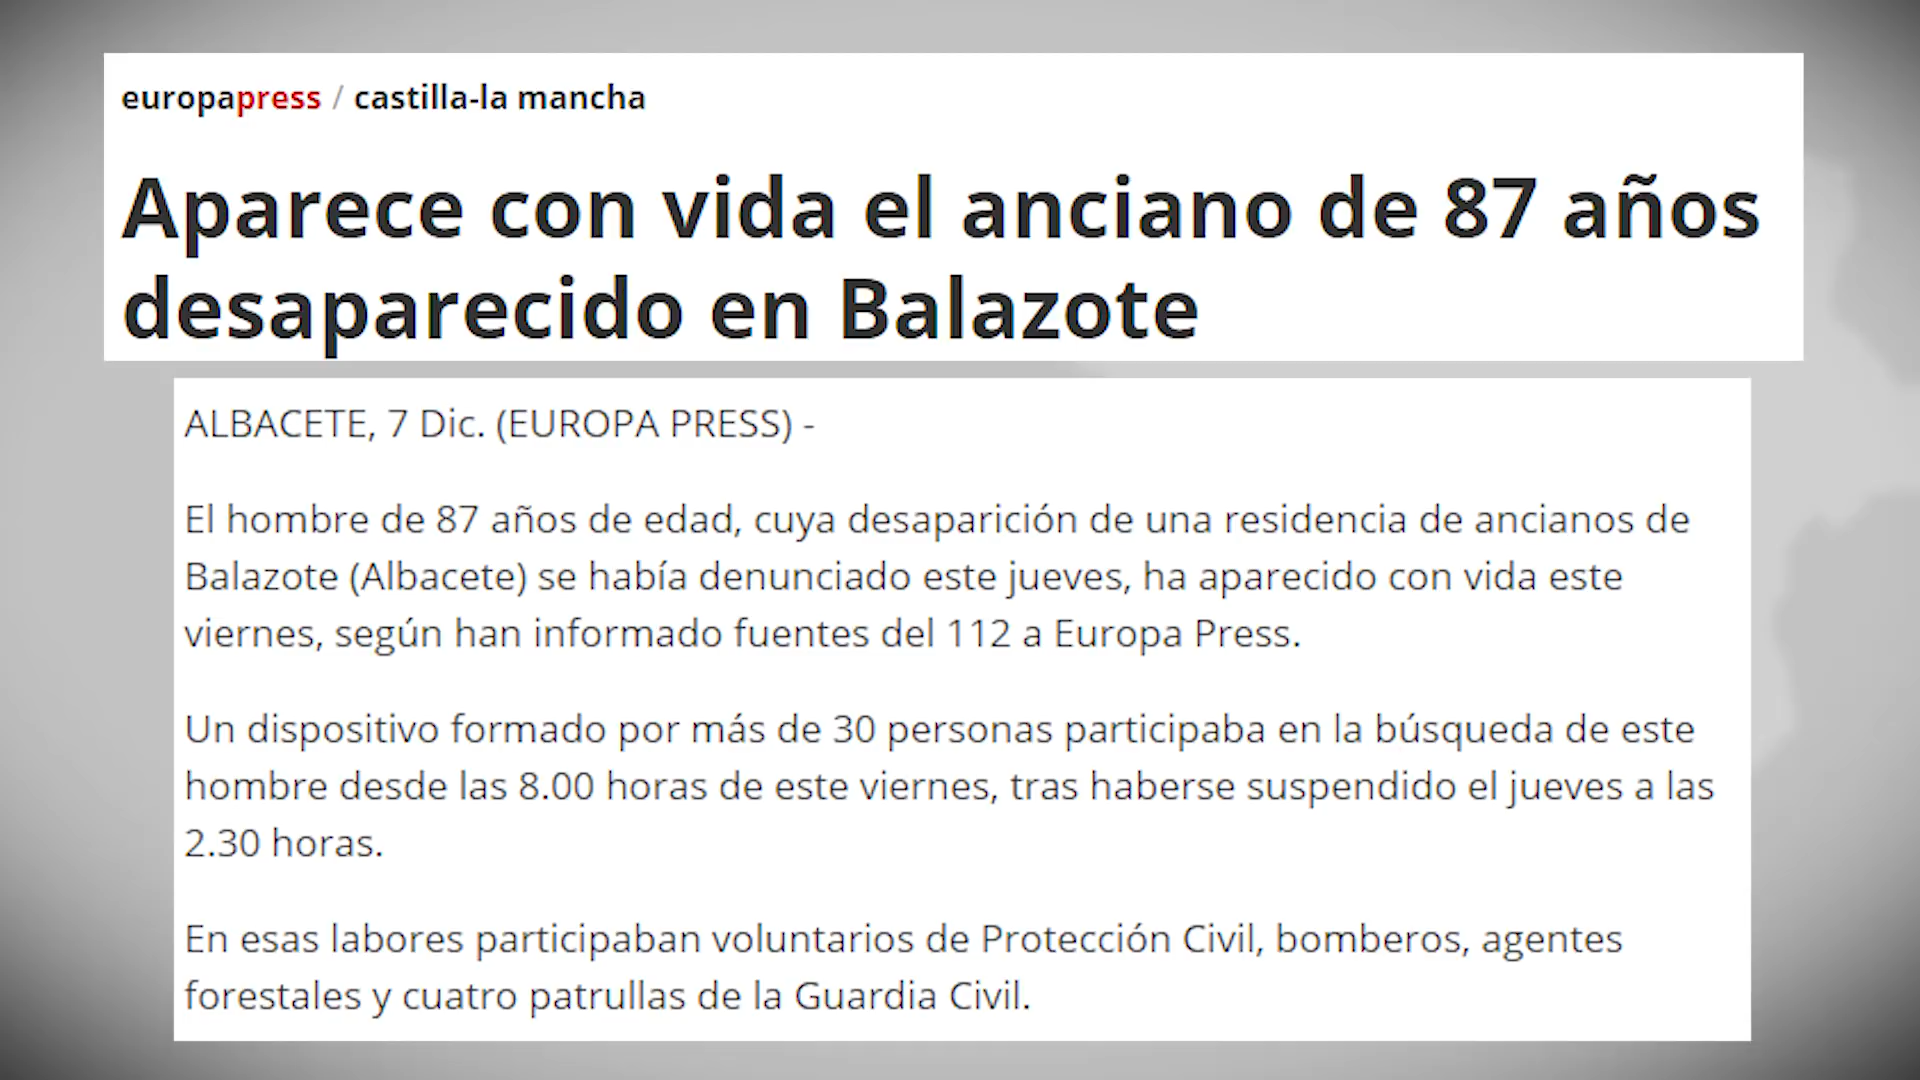 europapress / castilla-la mancha
Aparece con vida el anciano de 87 años
desaparecido en Balazote
ALBACETE, 7 Dic. (EUROPA PRESS) -
El hombre de 87 años de edad, cuya desaparición de una residencia de ancianos de
Balazote (Albacete) se había denunciado este jueves, ha aparecido con vida este
viernes, según han informado fuentes del 112 a Europa Press.
Un dispositivo formado por más de 30 personas participaba en la búsqueda de este
hombre desde las 8.00 horas de este viernes, tras haberse suspendido el jueves a las
2.30 horas.
En esas labores participaban voluntarios de Protección Civil, bomberos, agentes
forestales y cuatro patrullas de la Guardia Civil.